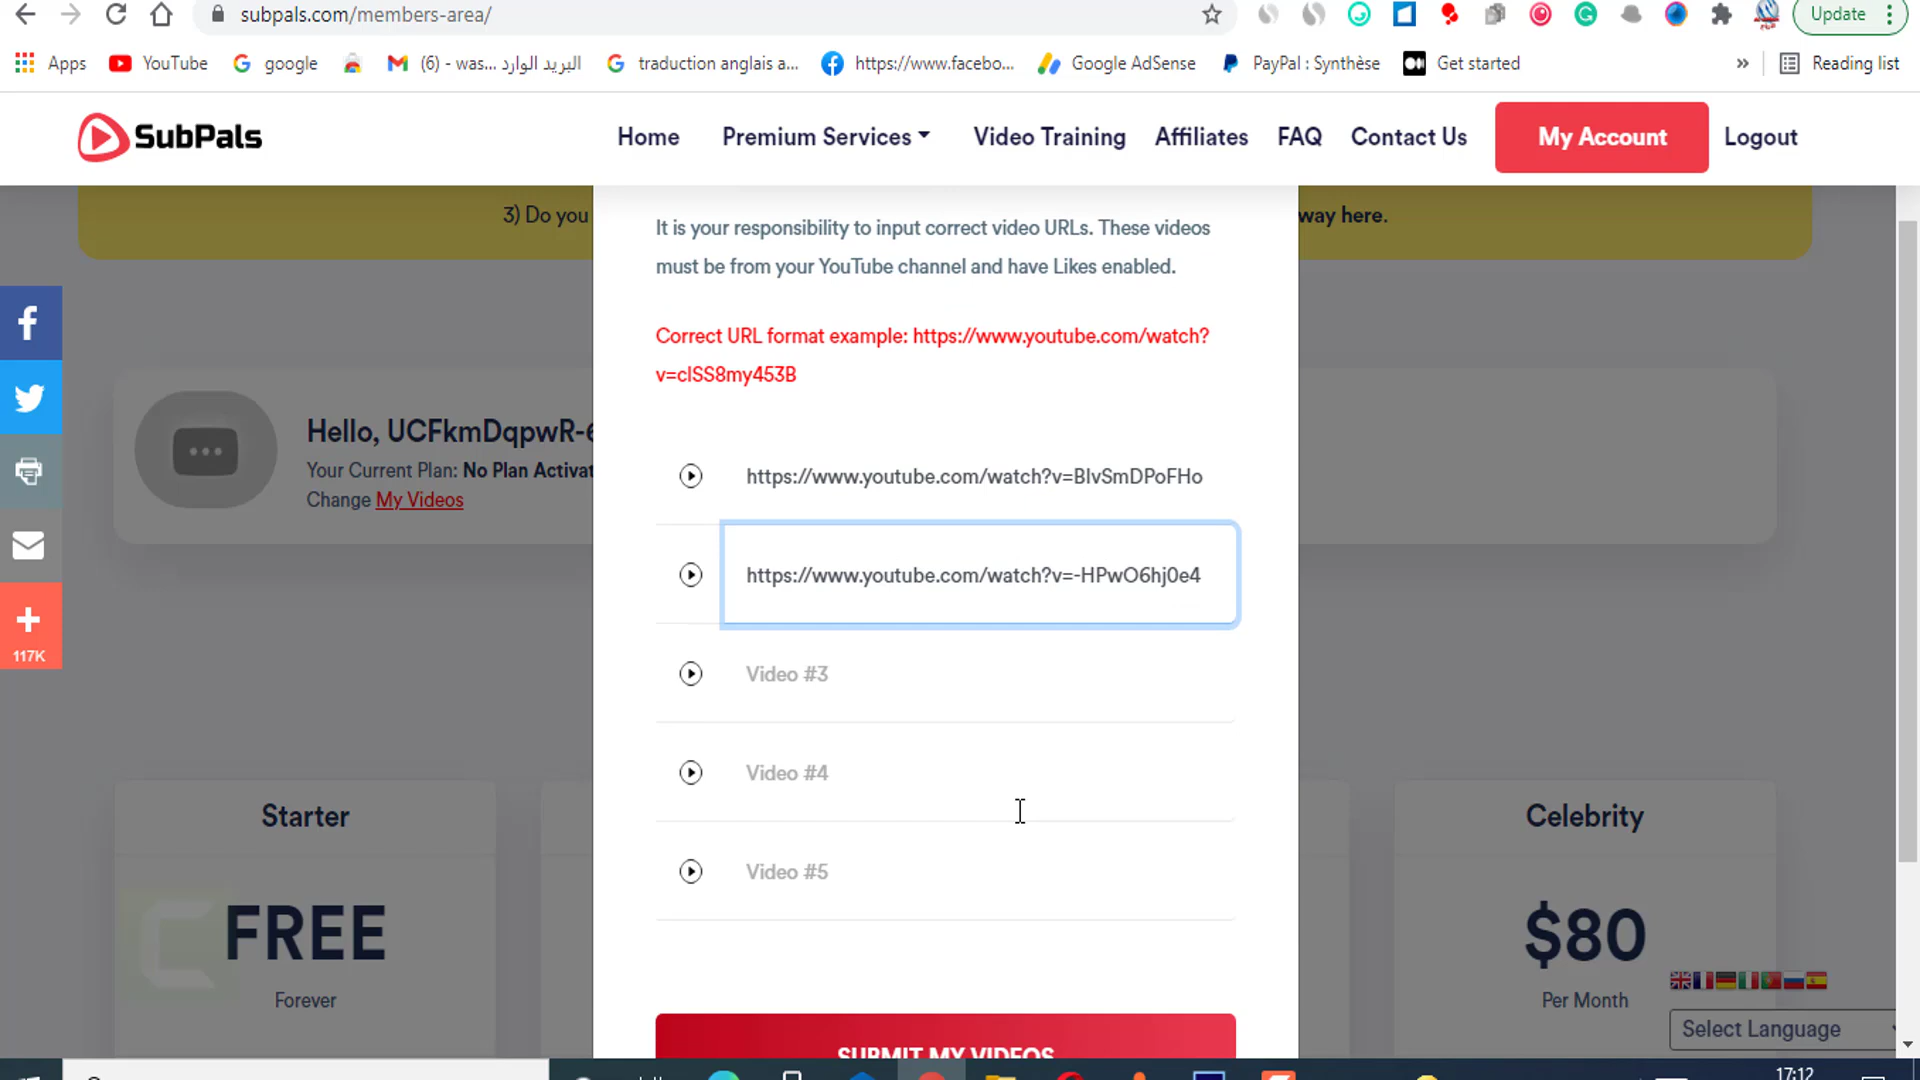 subpals.com/members-area/
Update
Apps
YouTube
google
(6) - was... البريد الوارد
traduction anglais a...
https://www.facebo...
Google AdSense
PayPal : Synthèse
Get started
»
Reading list
SubPals
Home
Premium Services
Video Training
Affiliates
FAQ
Contact Us
My Account
Logout
3) Do you
way here.
It is your responsibility to input correct video URLs. These videos
must be from your YouTube channel and have Likes enabled.
Correct URL format example: https://www.youtube.com/watch?
v=cISS8my453B
Hello, UCFkmDqpwR-6
Your Current Plan: No Plan Activat
Change My Videos
https://www.youtube.com/watch?v=BIvSmDPoFHo
https://www.youtube.com/watch?v=-HPwO6hj0e4
117K
Video #3
Video #4
Video #5
Starter
FREE
Forever
Celebrity
$80
Per Month
Select Language
SUBMIT MY VIDEOS
17:12